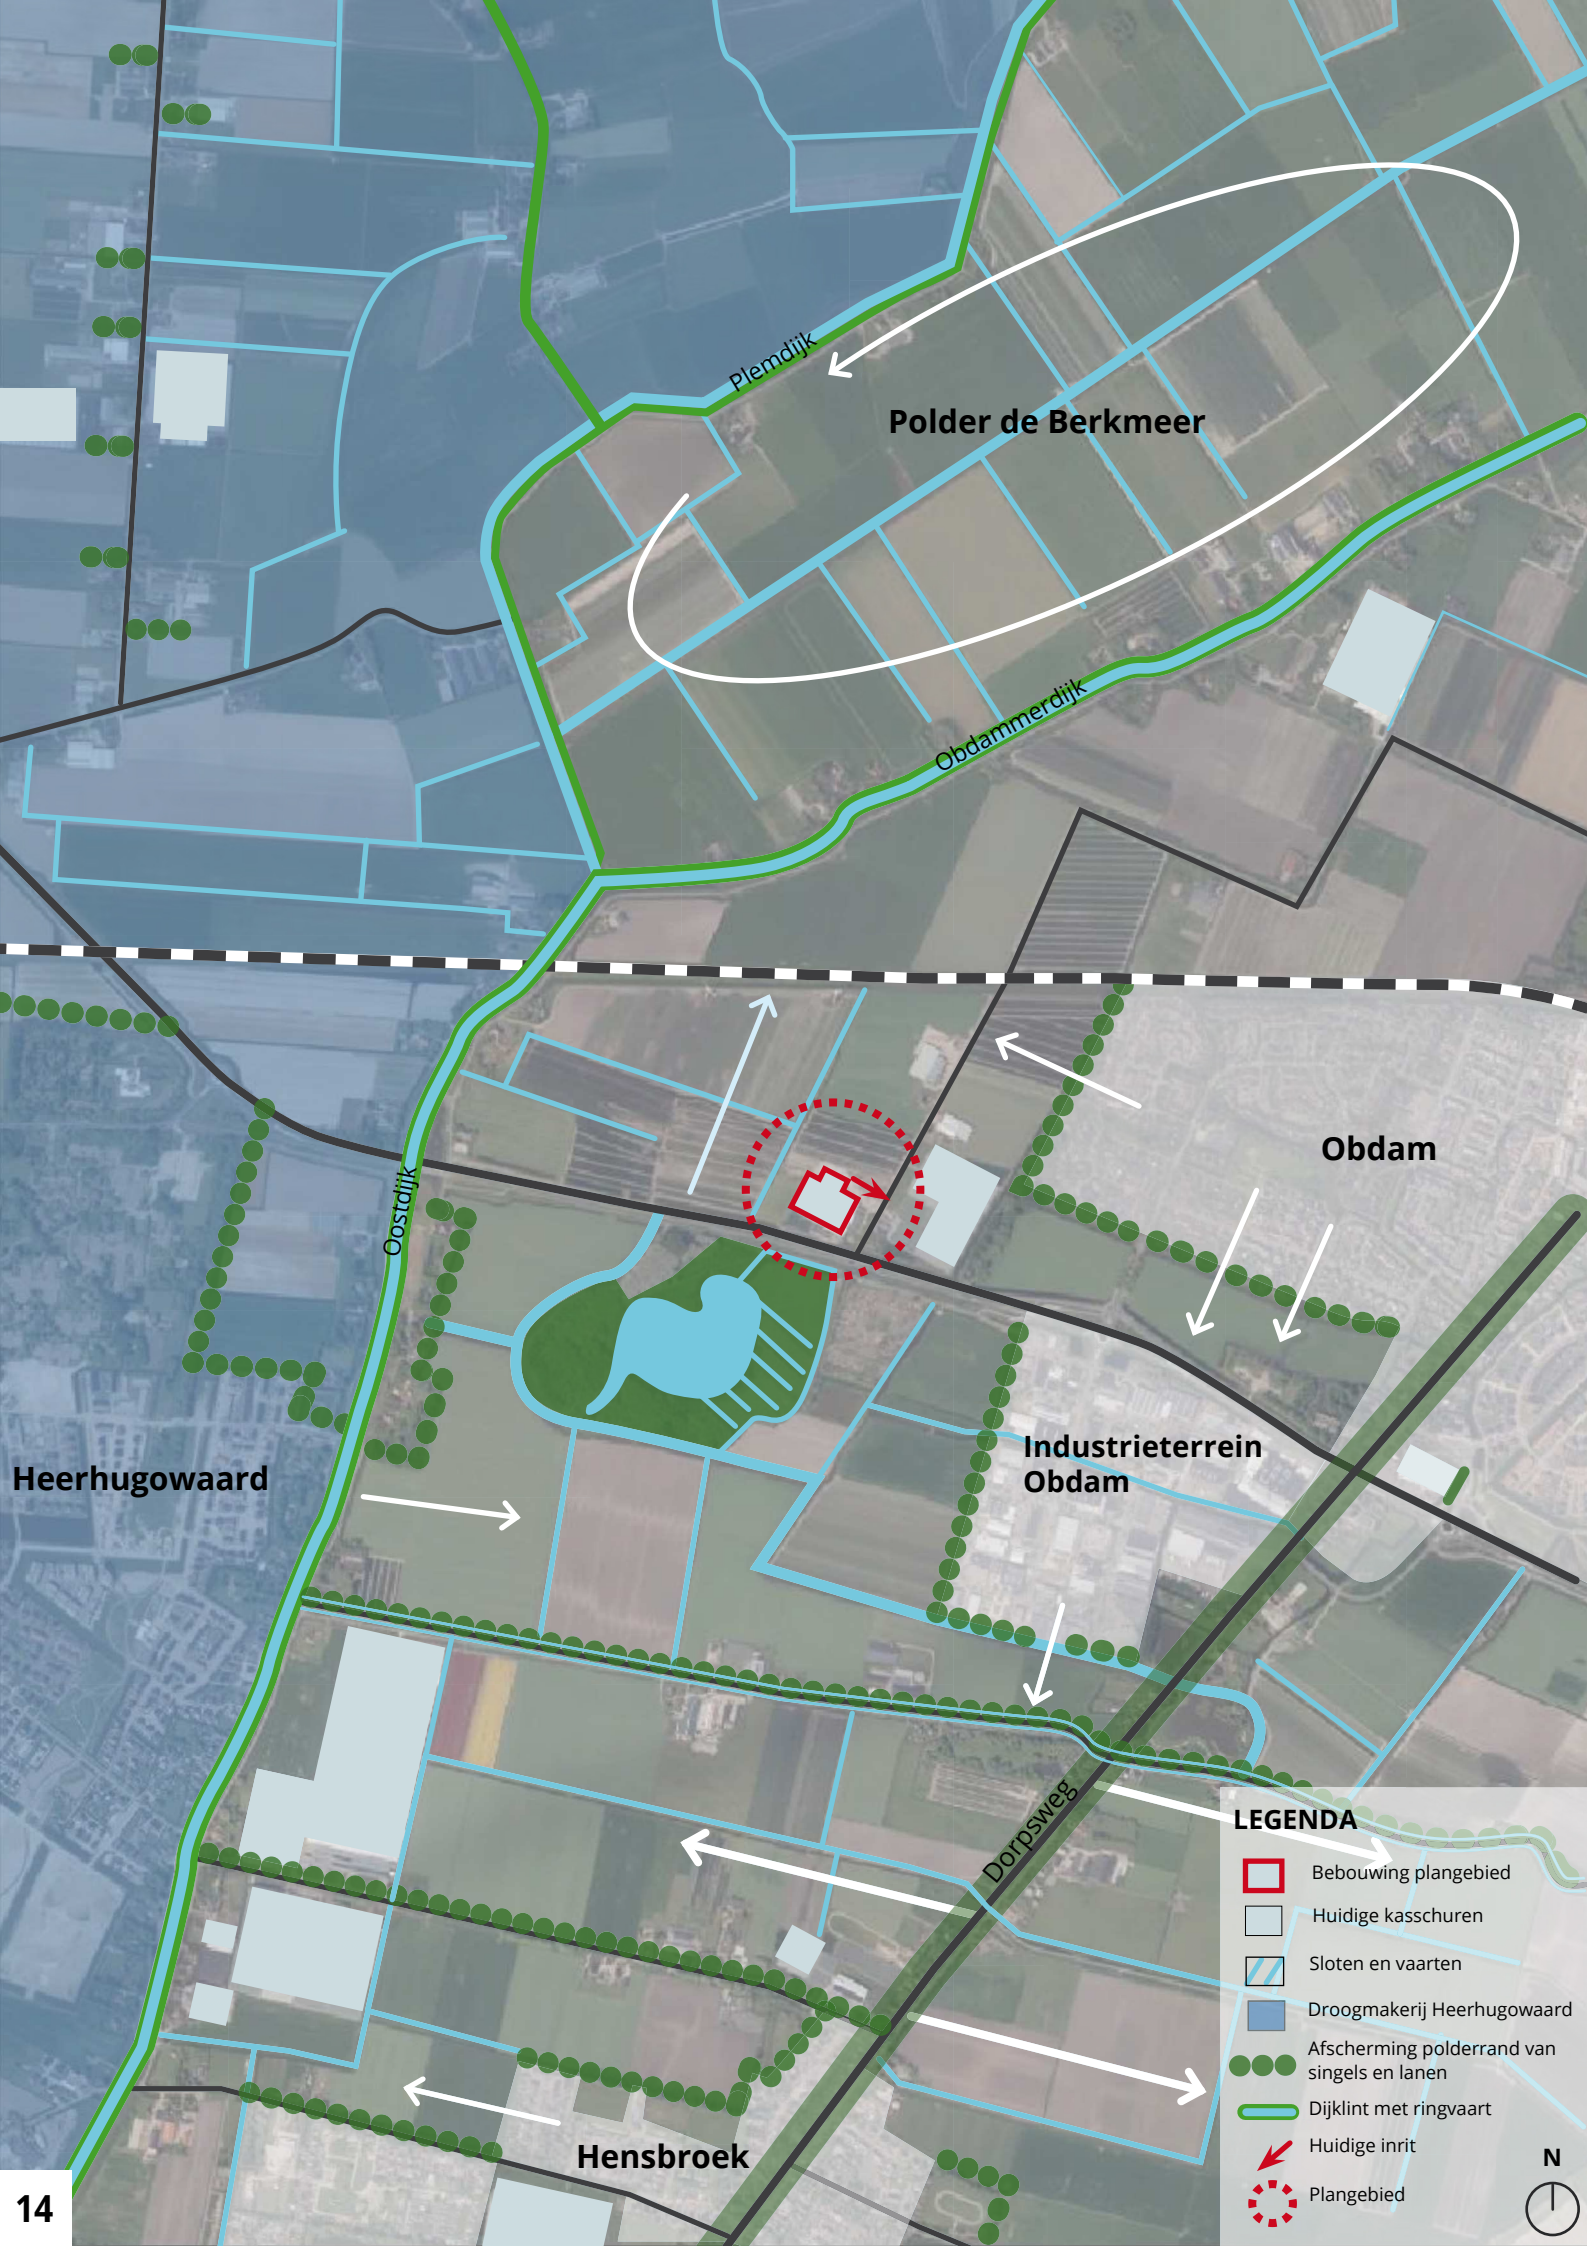 Plemdijk
Polder de Berkmeer
Obdammerdijk
Obdam
Oostdijk
Industrieterrein
Obdam
Heerhugowaard
Dorpsweg
Hensbroek
LEGENDA
Bebouwing plangebied
Huidige kasschuren
Sloten en vaarten
Droogmakerij Heerhugowaard
Afscherming polderrand van
singels en lanen
Dijklint met ringvaart
Huidige inrit
Plangebied
N
14